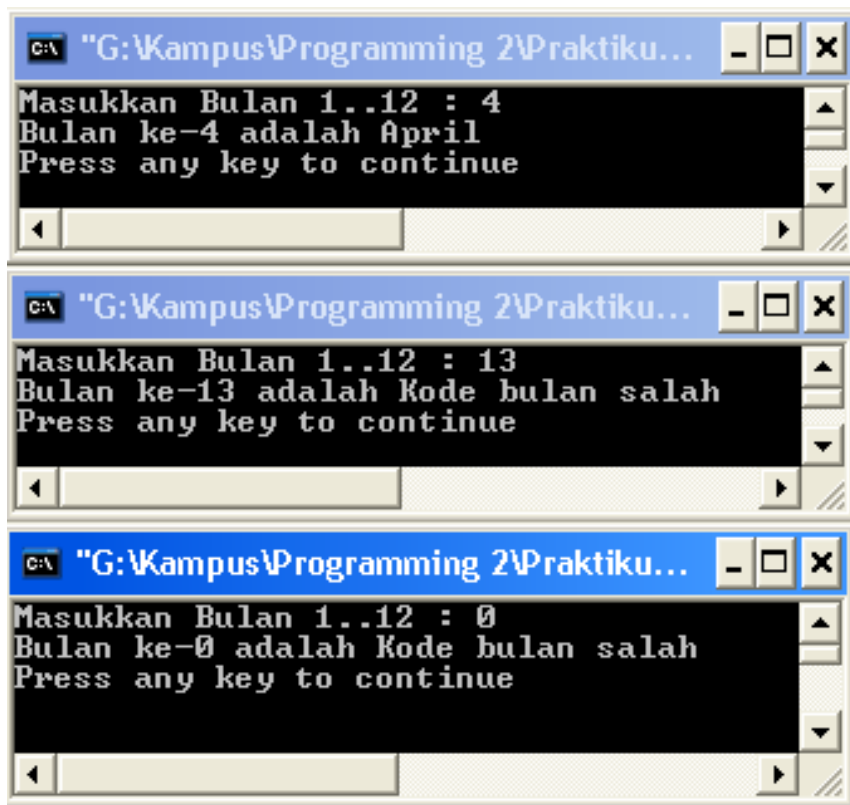 "G:\Kampus\Programming 2\Praktiku...
Masukkan Bulan 1..12 : 4
Bulan ke-4 adalah April
Press any key to continue
"G:\Kampus\Programming 2\Praktiku...
Masukkan Bulan 1..12 : 13
Bulan ke-13 adalah Kode bulan salah
Press any key to continue
"G:\Kampus\Programming 2\Praktiku...
Masukkan Bulan 1..12 : 0
Bulan ke-0 adalah Kode bulan salah
Press any key to continue